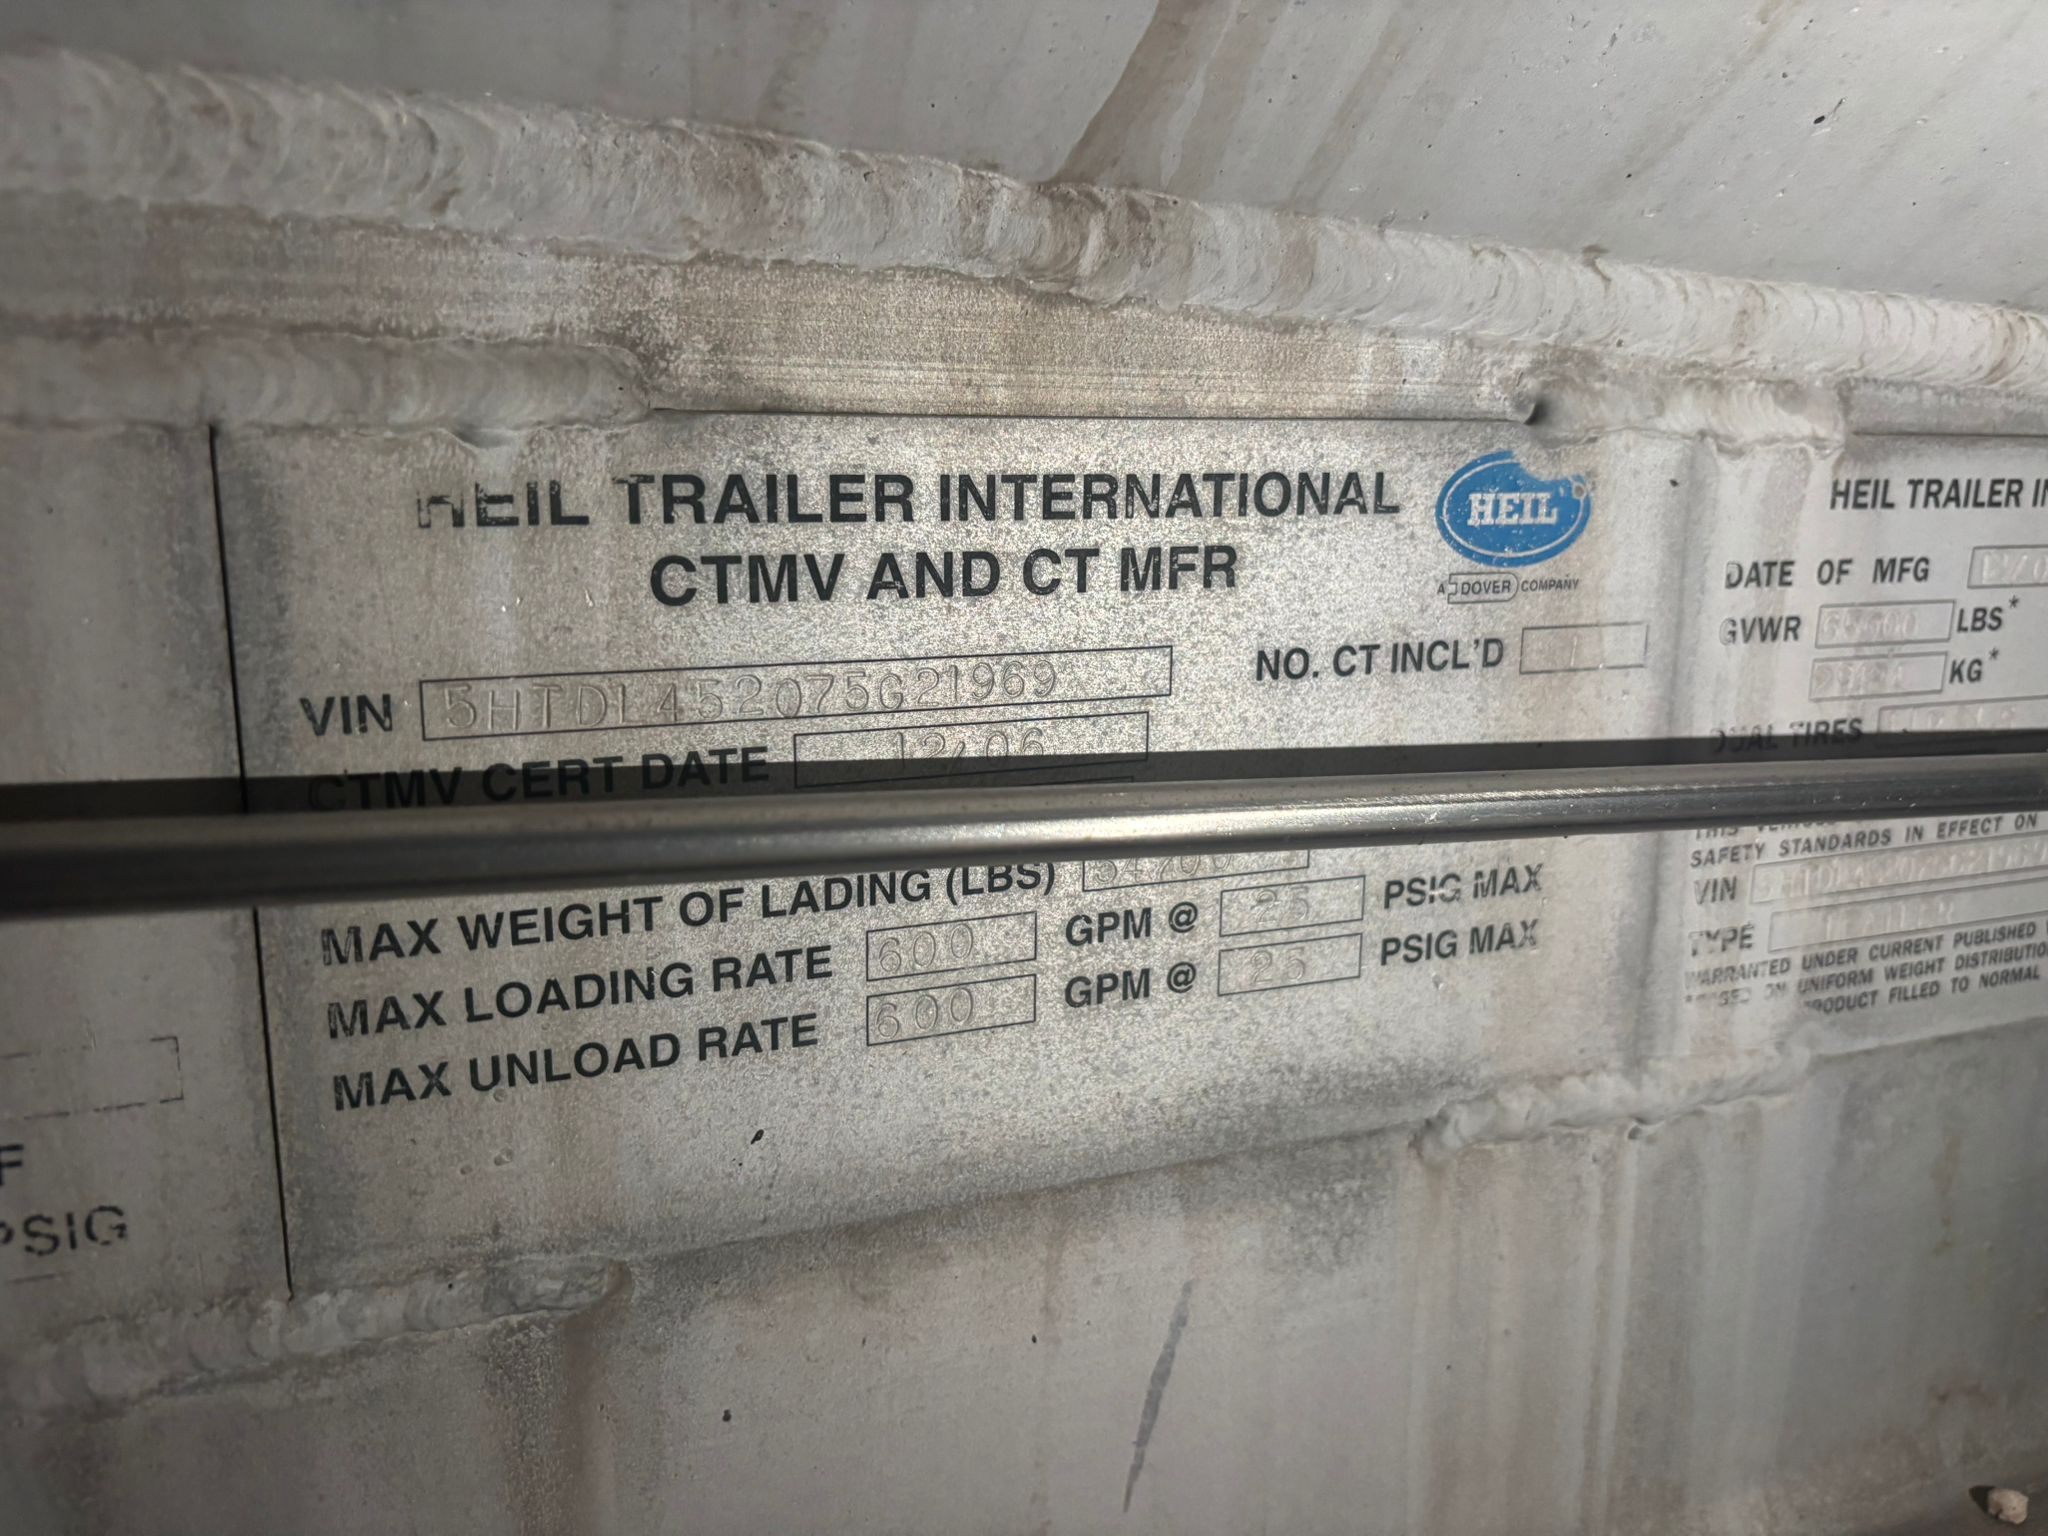 HEIL TRAILER INTERNATIONAL
CTMV AND CT MFR
HEIL
A DOVER COMPANY
VIN 5HTDL452075G21969
NO. CT INCL'D 1
CTMV CERT DATE 12/06
MAX WEIGHT OF LADING (LBS)
MAX LOADING RATE 600 GPM @ 25 PSIG MAX
MAX UNLOAD RATE 600 GPM @ 25 PSIG MAX
F
PSIG
HEIL TRAILER
DATE OF MFG
GVWR LBS*
KG*
DUAL TIRES
SAFETY STANDARDS IN EFFECT ON
VIN
TYPE TRAILER
WARRANTED UNDER CURRENT PUBLISHED
UNIFORM WEIGHT DISTRIBUTION
PRODUCT FILLED TO NORMAL